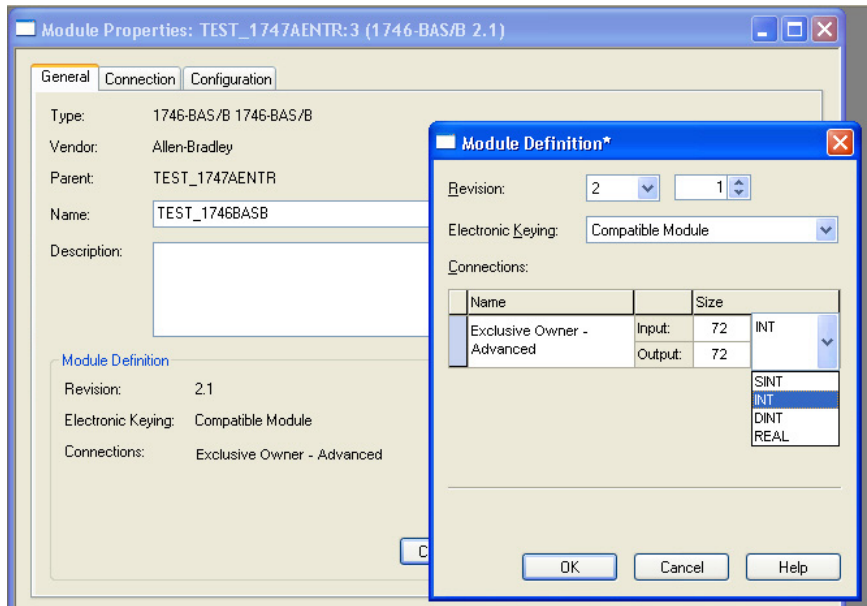 Module Properties: TEST_1747AENTR:3 (1746-BAS/B 2.1)
General Connection Configuration
Type: 1746-BAS/B 1746-BAS/B
Vendor: Allen-Bradley
Parent: TEST_1747AENTR
Name: TEST_1746BASB
Description:
Module Definition
Revision: 2.1
Electronic Keying: Compatible Module
Connections: Exclusive Owner - Advanced
C
Module Definition*
Revision: 2 1
Electronic Keying: Compatible Module
Connections:
Name Size
Exclusive Owner - Advanced
Input: 72 INT
Output: 72
SINT
INT
DINT
REAL
OK Cancel Help